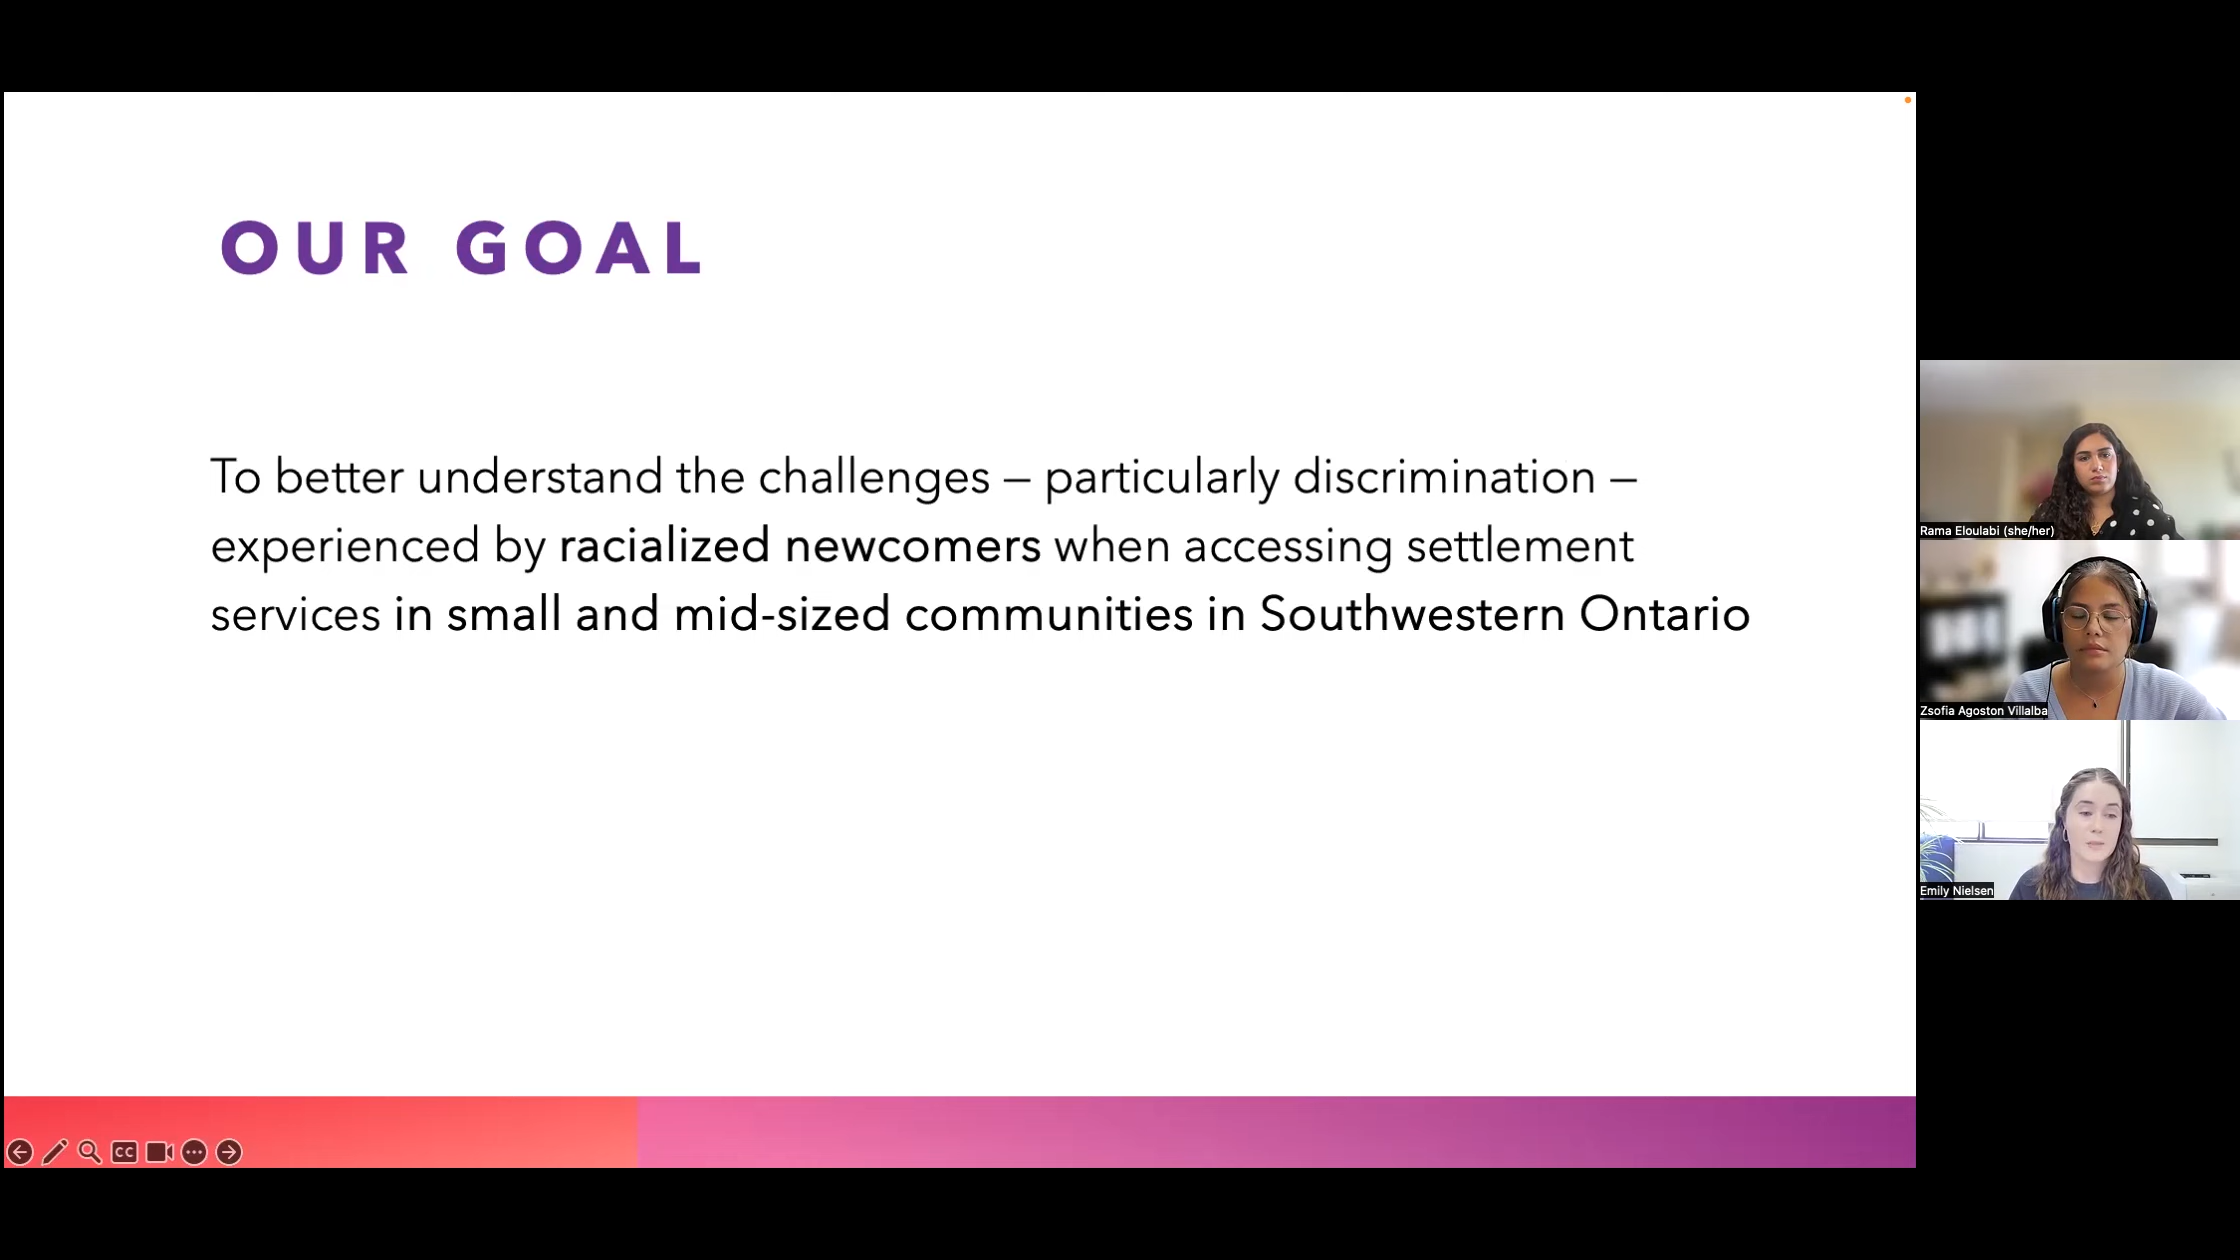 OUR GOAL
To better understand the challenges – particularly discrimination –
experienced by racialized newcomers when accessing settlement
services in small and mid-sized communities in Southwestern Ontario
Rama Eloulabi (she/her)
Zsofia Agoston Villalba
Emily Nielsen
CC